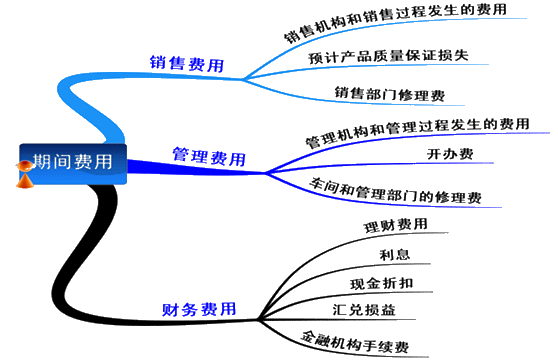 期间费用
销售费用
销售机构和销售过程发生的费用
预计产品质量保证损失
销售部门修理费
管理费用
管理机构和管理过程发生的费用
开办费
车间和管理部门的修理费
财务费用
理财费用
利息
现金折扣
汇兑损益
金融机构手续费